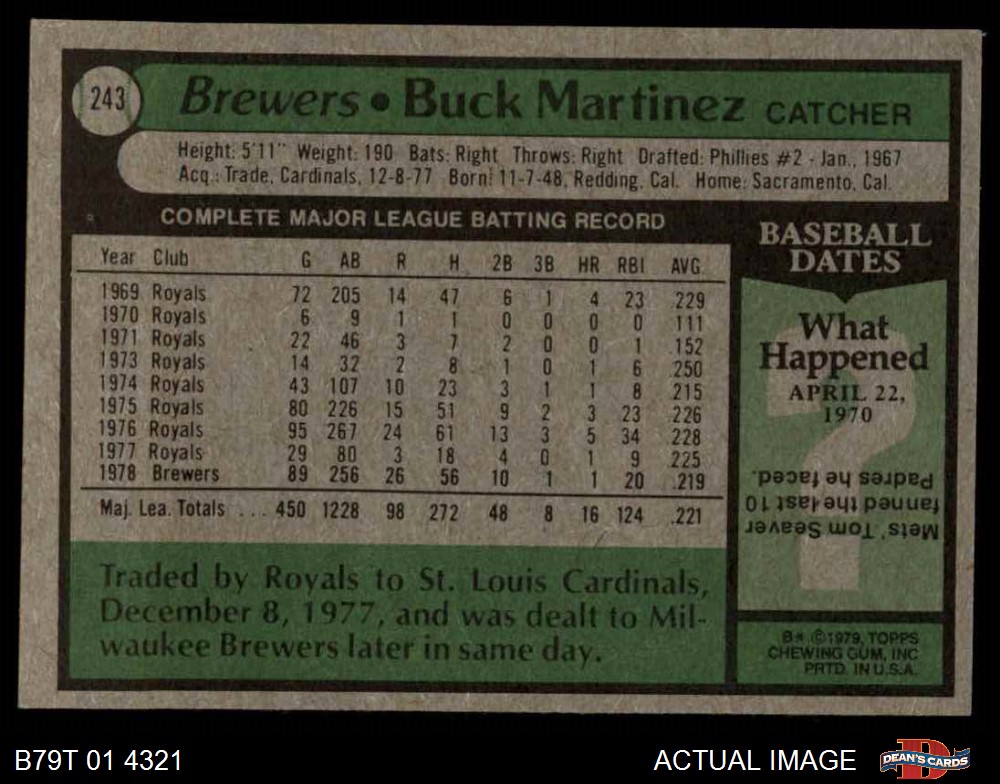 243
Brewers • Buck Martinez CATCHER
Height: 5'11" Weight: 190 Bats: Right Throws: Right Drafted: Phillies #2 - Jan., 1967
Acq.: Trade, Cardinals, 12-8-77 Born: 11-7-48, Redding, Cal. Home: Sacramento, Cal.
COMPLETE MAJOR LEAGUE BATTING RECORD
Year Club G AB R H 2B 3B HR RBI AVG.
1969 Royals 72 205 14 47 6 1 4 23 .229
1970 Royals 6 9 1 1 0 0 0 0 .111
1971 Royals 22 46 3 7 2 0 0 1 .152
1973 Royals 14 32 2 8 1 0 1 6 .250
1974 Royals 43 107 10 23 3 1 1 8 .215
1975 Royals 80 226 15 51 9 2 3 23 .226
1976 Royals 95 267 24 61 13 3 5 34 .228
1977 Royals 29 80 3 18 4 0 1 9 .225
1978 Brewers 89 256 26 56 10 1 1 20 .219
Maj. Lea. Totals ... 450 1228 98 272 48 8 16 124 .221
Traded by Royals to St. Louis Cardinals,
December 8, 1977, and was dealt to Mil-
waukee Brewers later in same day.
BASEBALL
DATES
What
Happened
APRIL 22,
1970
Mets', Tom Seaver
fanned the last 10
Padres he faced.
B* ©1979, TOPPS
CHEWING GUM, INC
PRTD. IN U.S.A.
B79T 01 4321
ACTUAL IMAGE
DEAN'S CARDS